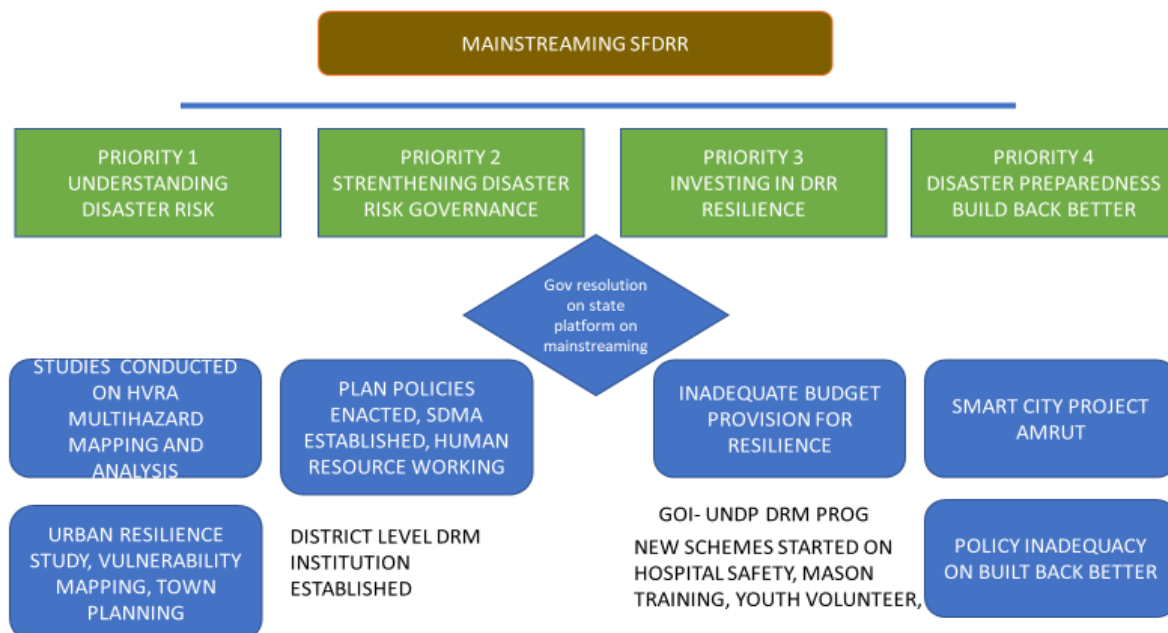 MAINSTREAMING SFDRR
PRIORITY 1
UNDERSTANDING
DISASTER RISK
PRIORITY 2
STRENTHENING DISASTER
RISK GOVERNANCE
PRIORITY 3
INVESTING IN DRR
RESILIENCE
PRIORITY 4
DISASTER PREPAREDNESS
BUILD BACK BETTER
Gov resolution
on state
platform on
mainstreaming
STUDIES CONDUCTED
ON HVRA
MULTIHAZARD
MAPPING AND
ANALYSIS
PLAN POLICIES
ENACTED, SDMA
ESTABLISHED, HUMAN
RESOURCE WORKING
INADEQUATE BUDGET
PROVISION FOR
RESILIENCE
SMART CITY PROJECT
AMRUT
URBAN RESILIENCE
STUDY, VULNERABILITY
MAPPING, TOWN
PLANNING
DISTRICT LEVEL DRM
INSTITUTION
ESTABLISHED
GOI- UNDP DRM PROG
NEW SCHEMES STARTED ON
HOSPITAL SAFETY, MASON
TRAINING, YOUTH VOLUNTEER,
POLICY INADEQUACY
ON BUILT BACK BETTER